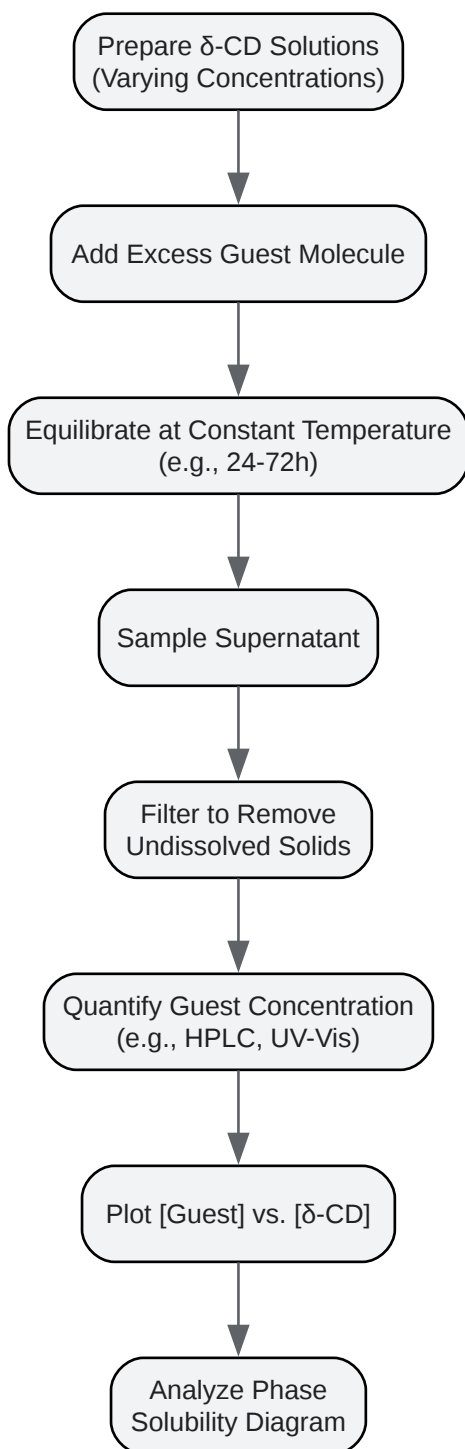 Prepare δ-CD Solutions
(Varying Concentrations)
Add Excess Guest Molecule
Equilibrate at Constant Temperature
(e.g., 24-72h)
Sample Supernatant
Filter to Remove
Undissolved Solids
Quantify Guest Concentration
(e.g., HPLC, UV-Vis)
Plot [Guest] vs. [δ-CD]
Analyze Phase
Solubility Diagram